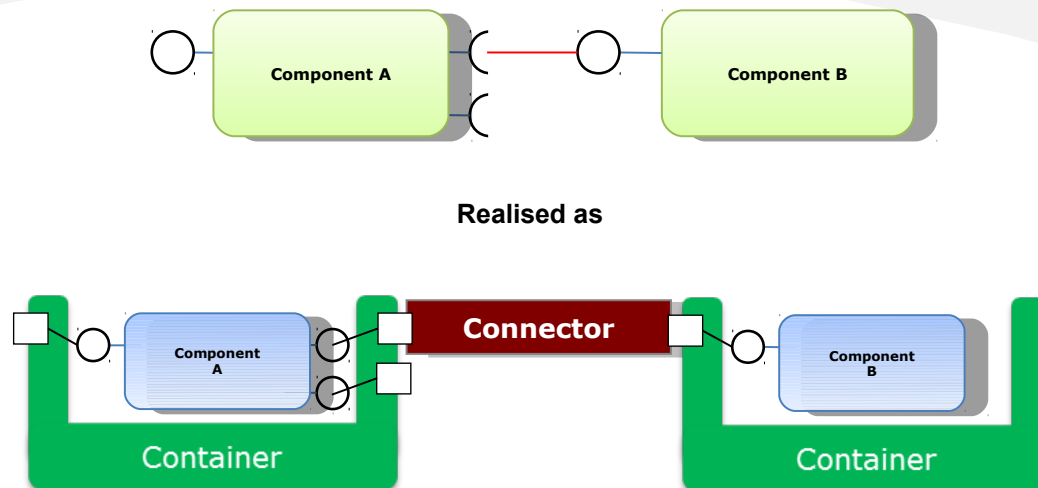 Component A
Component B
Realised as
Connector
Component
A
Component
B
Container
Container